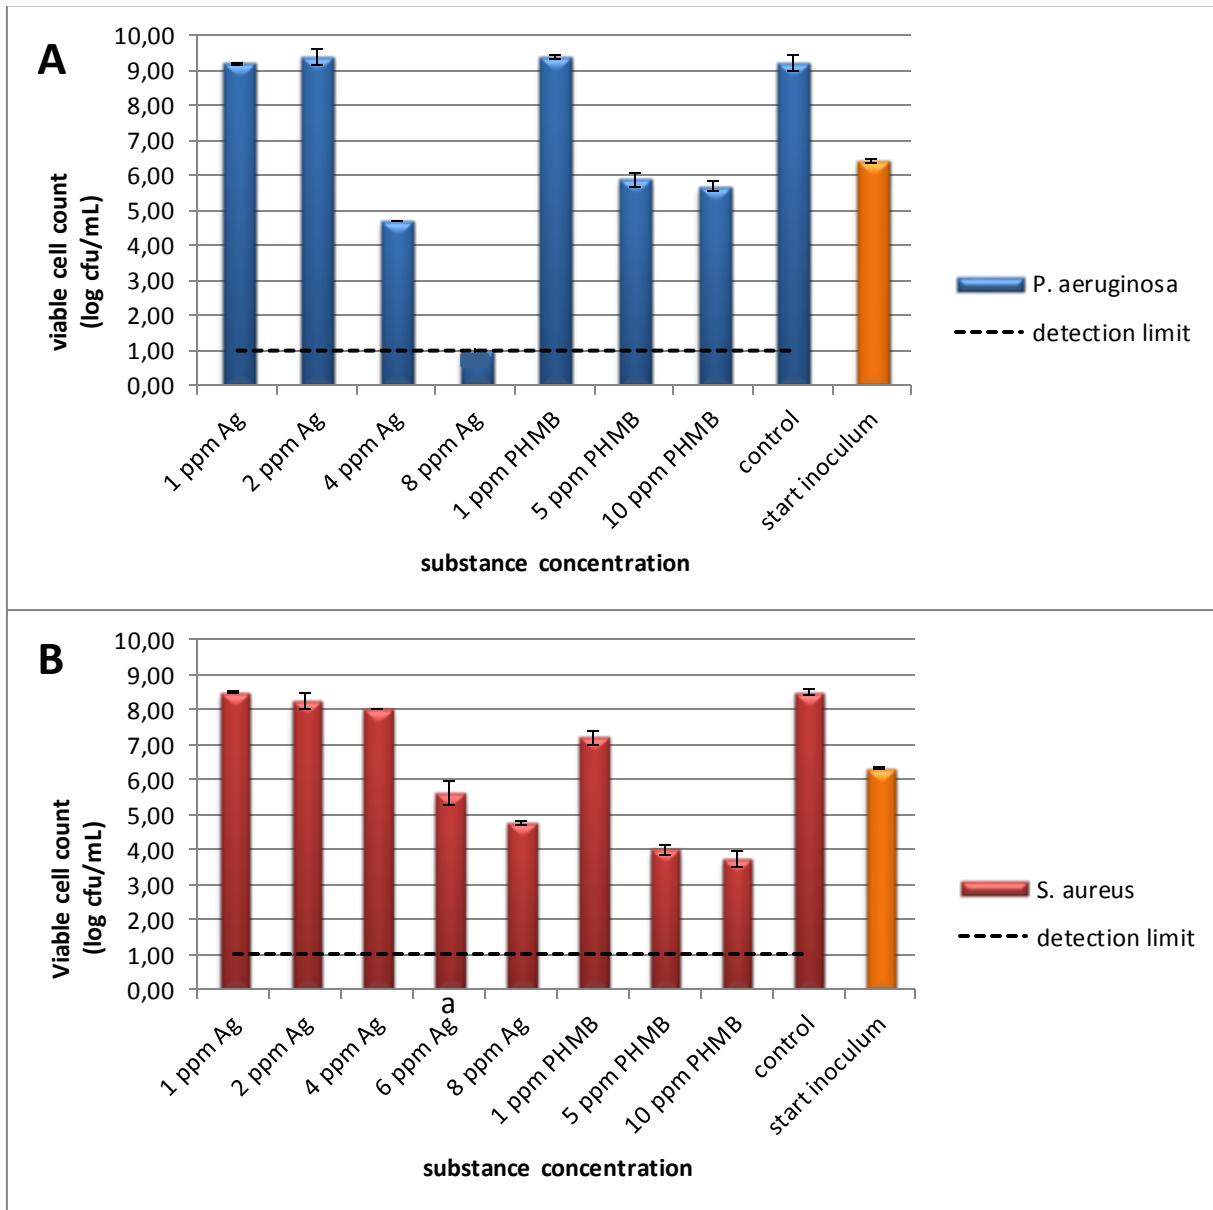 A
10,00
9,00
8,00
7,00
6,00
5,00
4,00
3,00
2,00
1,00
0,00
viable cell count
(log cfu/mL)
1 ppm Ag
2 ppm Ag
4 ppm Ag
8 ppm Ag
1 ppm PHMB
5 ppm PHMB
10 ppm PHMB
control
start inoculum
substance concentration
P. aeruginosa
detection limit
B
10,00
9,00
8,00
7,00
6,00
5,00
4,00
3,00
2,00
1,00
0,00
Viable cell count
(log cfu/mL)
a
1 ppm Ag
2 ppm Ag
4 ppm Ag
6 ppm Ag
8 ppm Ag
1 ppm PHMB
5 ppm PHMB
10 ppm PHMB
control
start inoculum
substance concentration
S. aureus
detection limit